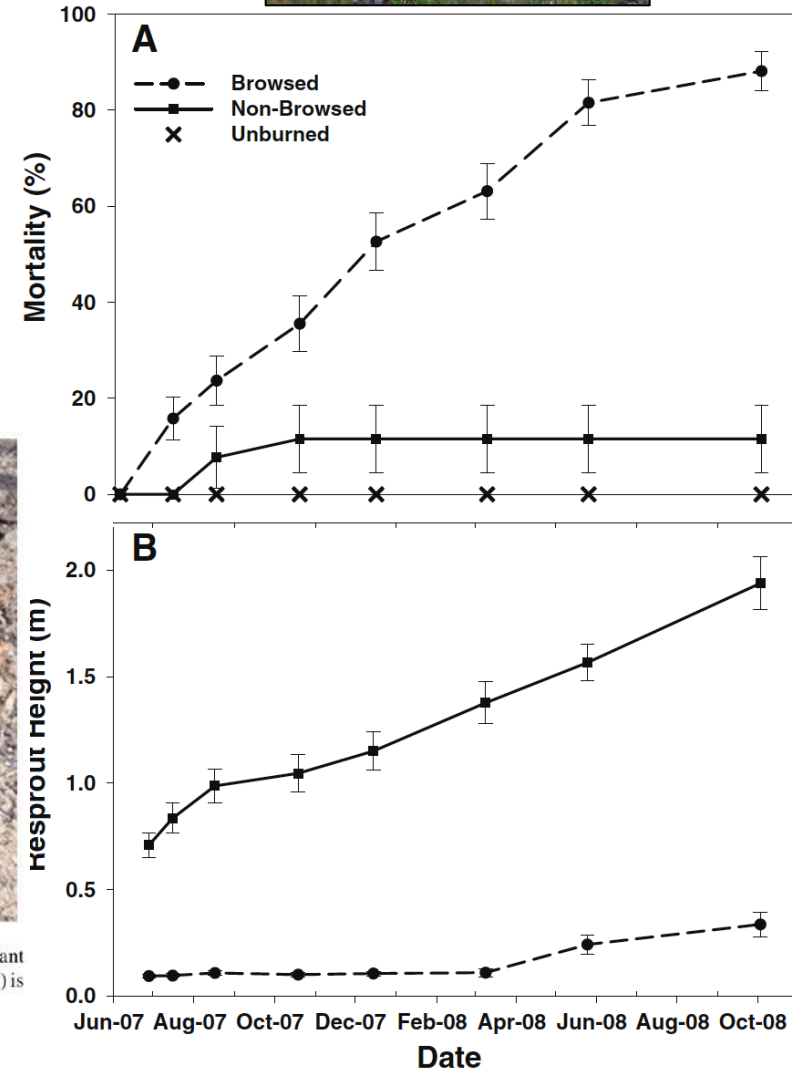 100
A
Browsed
Non-Browsed
Unburned
80
60
40
20
0
Mortality (%)
B
2.0
1.5
1.0
0.5
0.0
Resprout Height (m)
ant
) is
Jun-07 Aug-07 Oct-07 Dec-07 Feb-08 Apr-08 Jun-08 Aug-08 Oct-08
Date